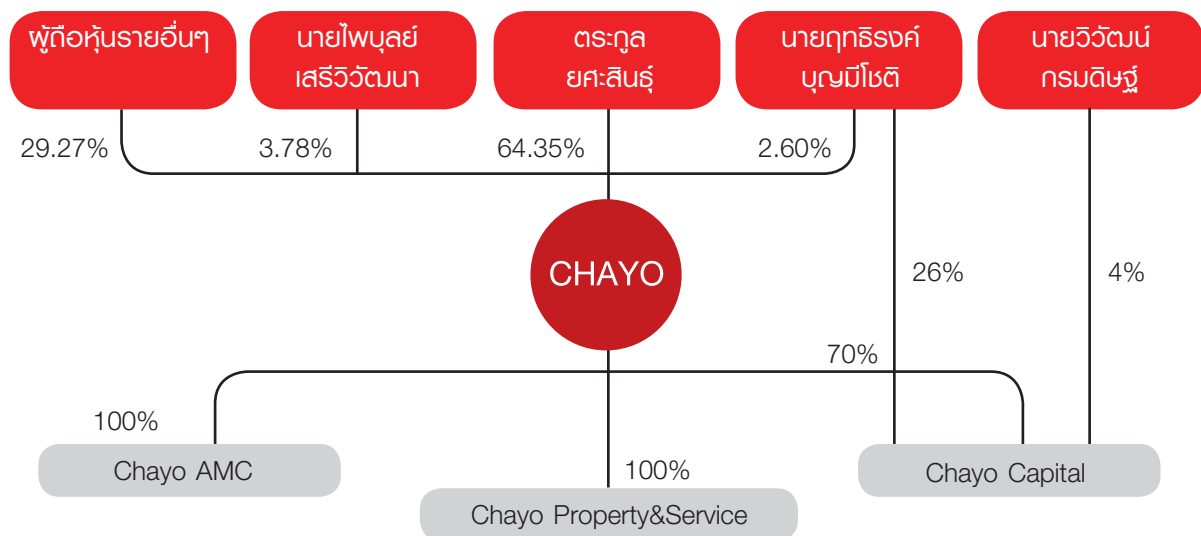 ผู้ถือหุ้นรายอื่นๆ
นายไพบุลย์
เสรีวิวัฒนา
ตระกูล
ยศะสินธุ์
นายฤทธิรงค์
บุญมีโชติ
นายวิวัฒน์
กรมดิษฐ์
29.27%
3.78%
64.35%
2.60%
CHAYO
26%
4%
70%
100%
Chayo AMC
100%
Chayo Capital
Chayo Property&Service